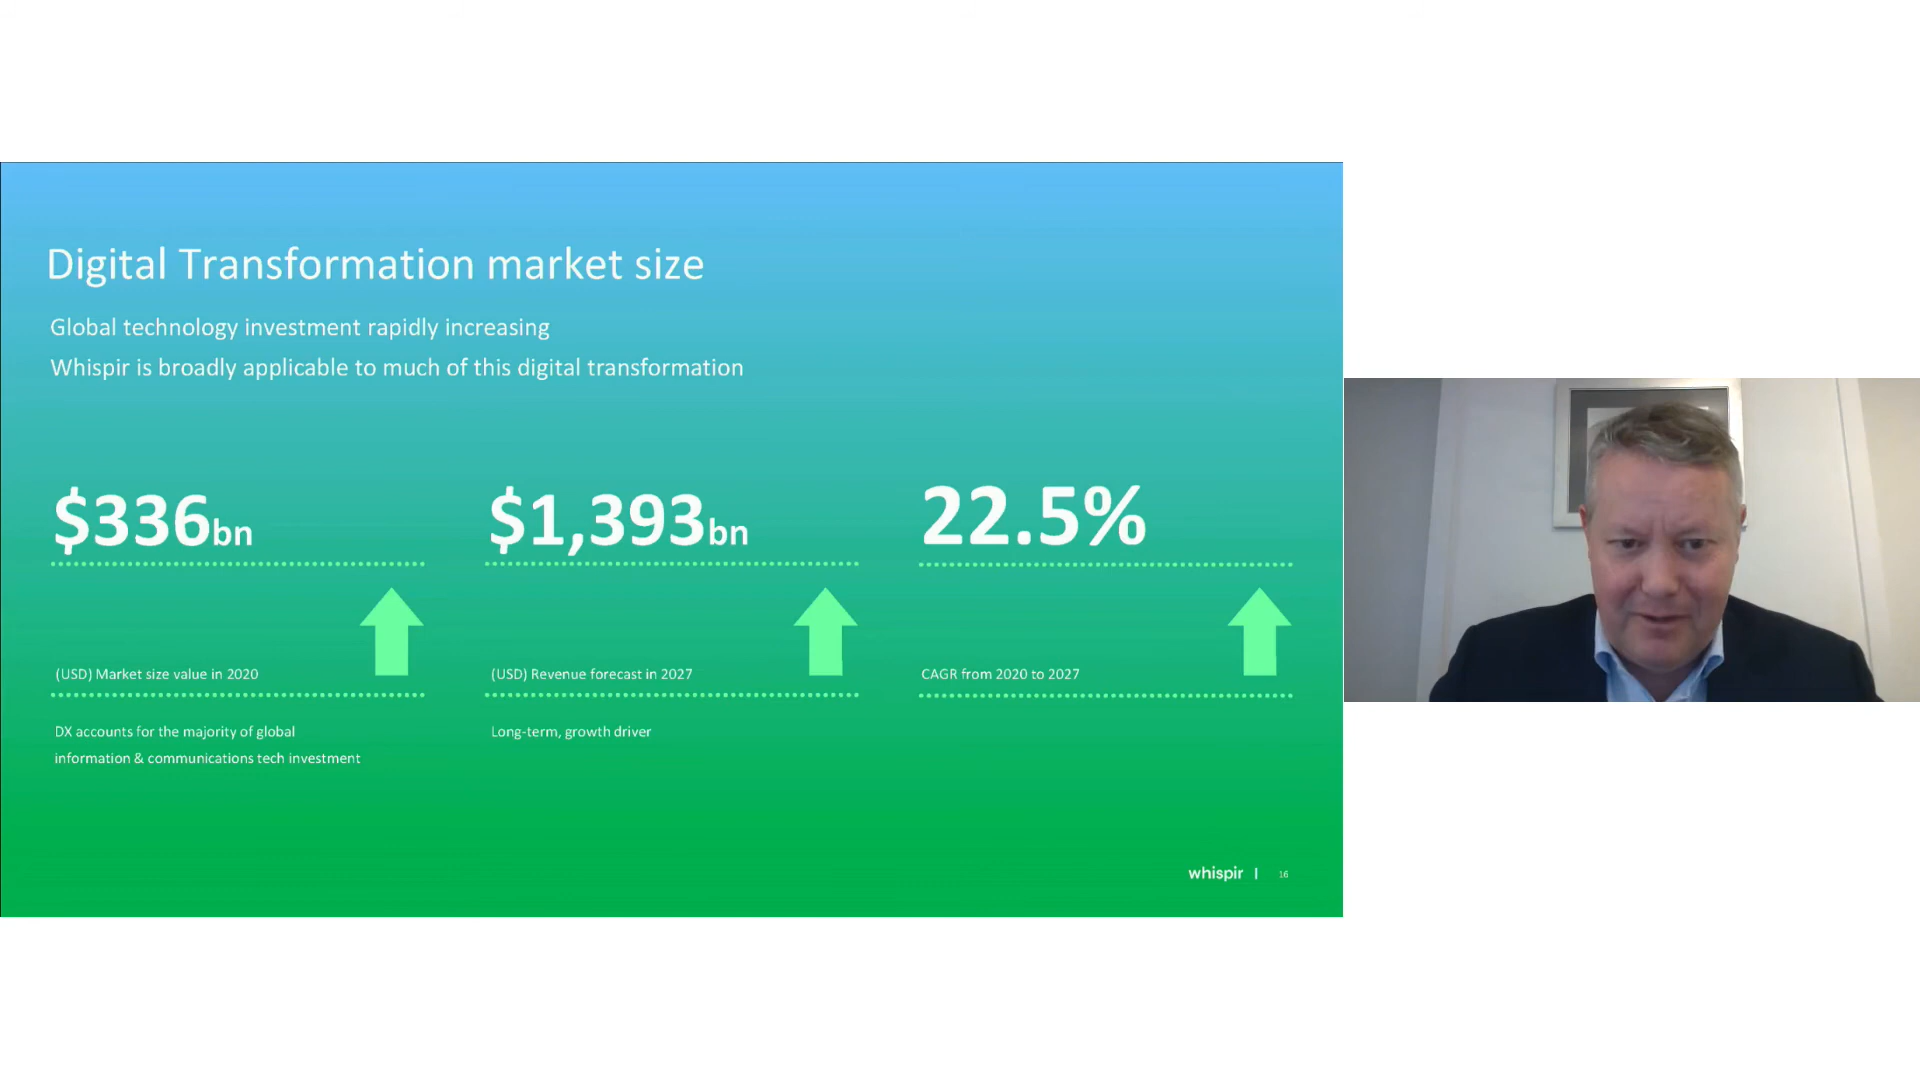 Digital Transformation market size
Global technology investment rapidly increasing
Whispir is broadly applicable to much of this digital transformation
$336bn
(USD) Market size value in 2020
DX accounts for the majority of global
information & communications tech investment
$1,393bn
(USD) Revenue forecast in 2027
Long-term, growth driver
22.5%
CAGR from 2020 to 2027
whispir | 16